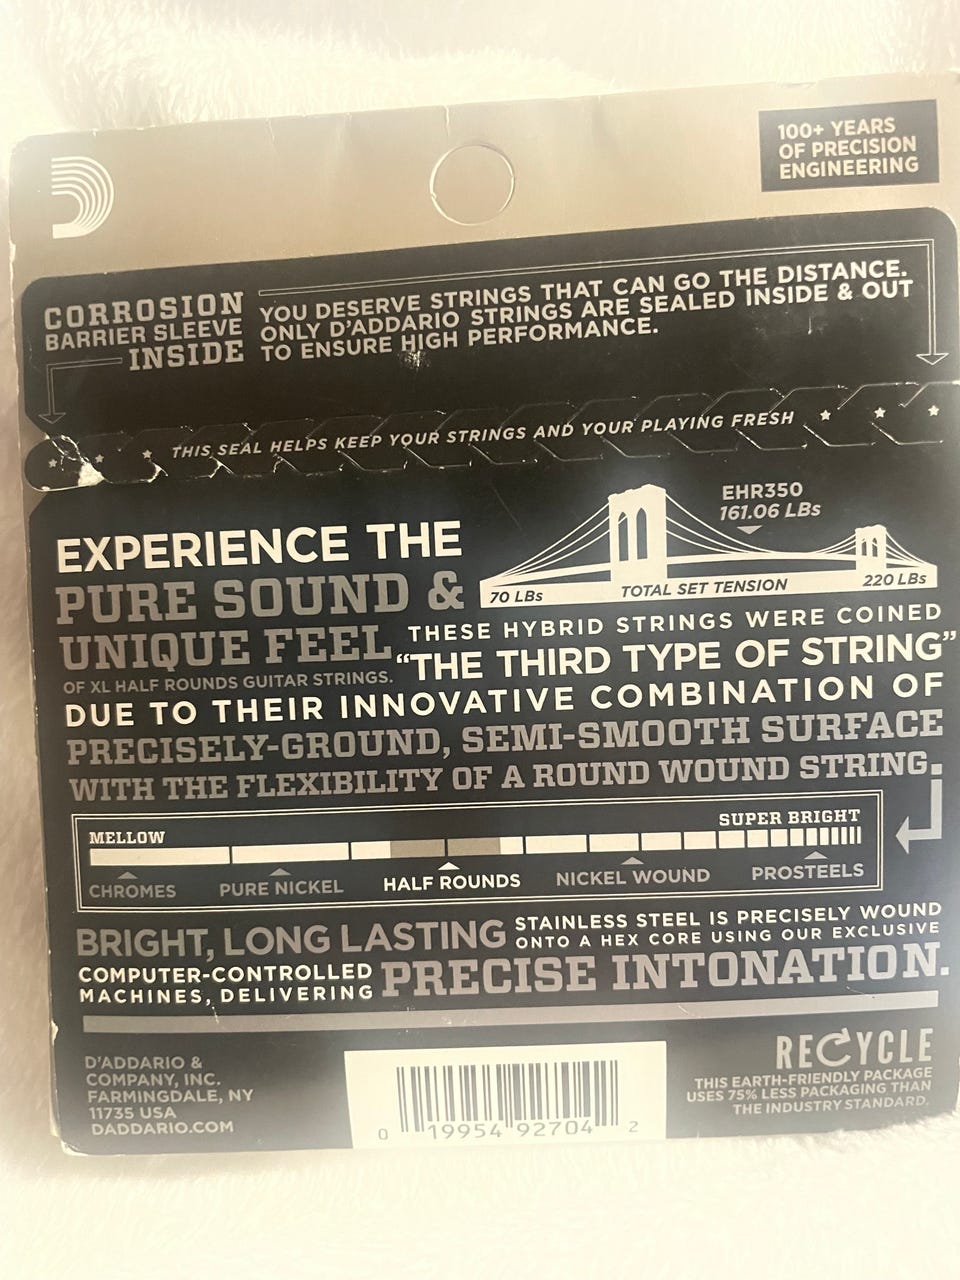 100+ YEARS
OF PRECISION
ENGINEERING
CORROSION
BARRIER SLEEVE
INSIDE
YOU DESERVE STRINGS THAT CAN GO THE DISTANCE.
ONLY D'ADDARIO STRINGS ARE SEALED INSIDE & OUT
TO ENSURE HIGH PERFORMANCE.
THIS SEAL HELPS KEEP YOUR STRINGS AND YOUR PLAYING FRESH
EHR350
161.06 LBs
70 LBs
TOTAL SET TENSION
220 LBs
EXPERIENCE THE
PURE SOUND &
UNIQUE FEEL
OF XL HALF ROUNDS GUITAR STRINGS.
THESE HYBRID STRINGS WERE COINED
“THE THIRD TYPE OF STRING”
DUE TO THEIR INNOVATIVE COMBINATION OF
PRECISELY-GROUND, SEMI-SMOOTH SURFACE
WITH THE FLEXIBILITY OF A ROUND WOUND STRING.
MELLOW
SUPER BRIGHT
CHROMES
PURE NICKEL
HALF ROUNDS
NICKEL WOUND
PROSTEELS
BRIGHT, LONG LASTING
STAINLESS STEEL IS PRECISELY WOUND
ONTO A HEX CORE USING OUR EXCLUSIVE
COMPUTER-CONTROLLED
MACHINES, DELIVERING
PRECISE INTONATION.
D'ADDARIO &
COMPANY, INC.
FARMINGDALE, NY
11735 USA
DADDARIO.COM
0 19954 92704 2
RECYCLE
THIS EARTH-FRIENDLY PACKAGE
USES 75% LESS PACKAGING THAN
THE INDUSTRY STANDARD.